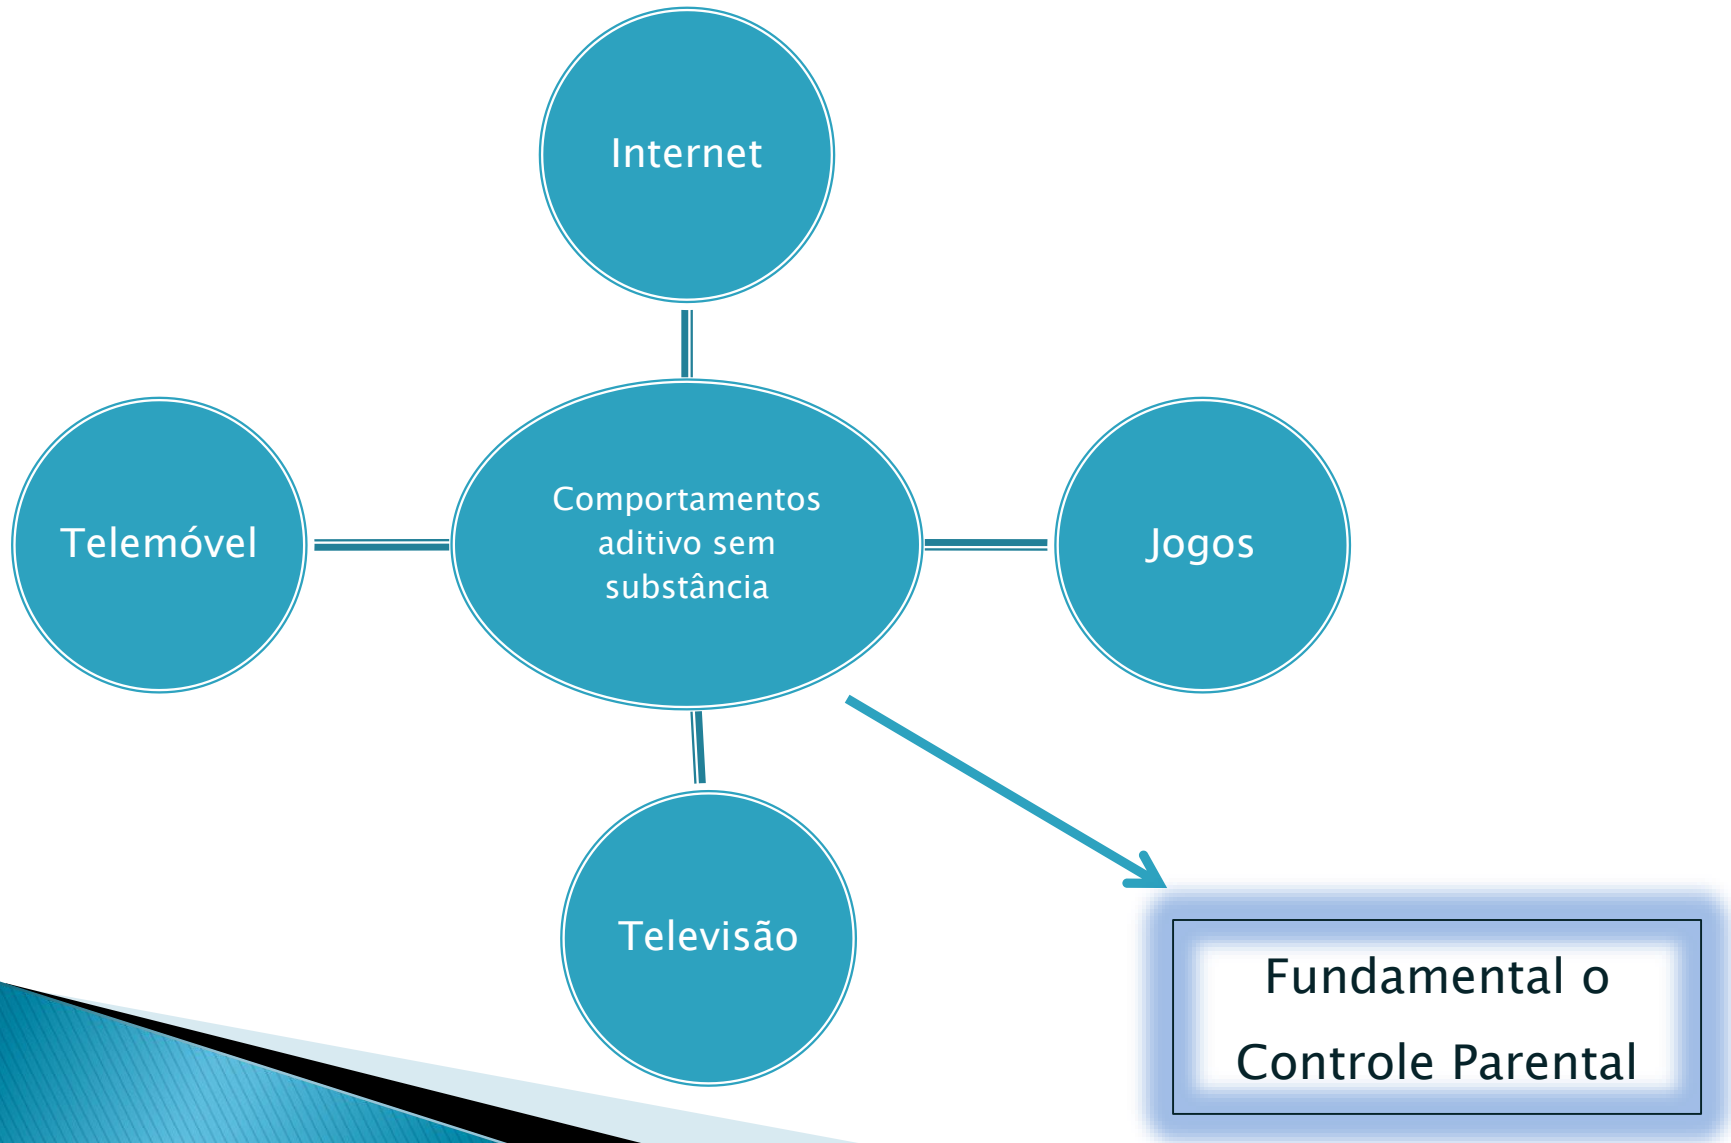 Internet
Telemóvel
Comportamentos
aditivo sem
substância
Jogos
Televisão
Fundamental o
Controle Parental